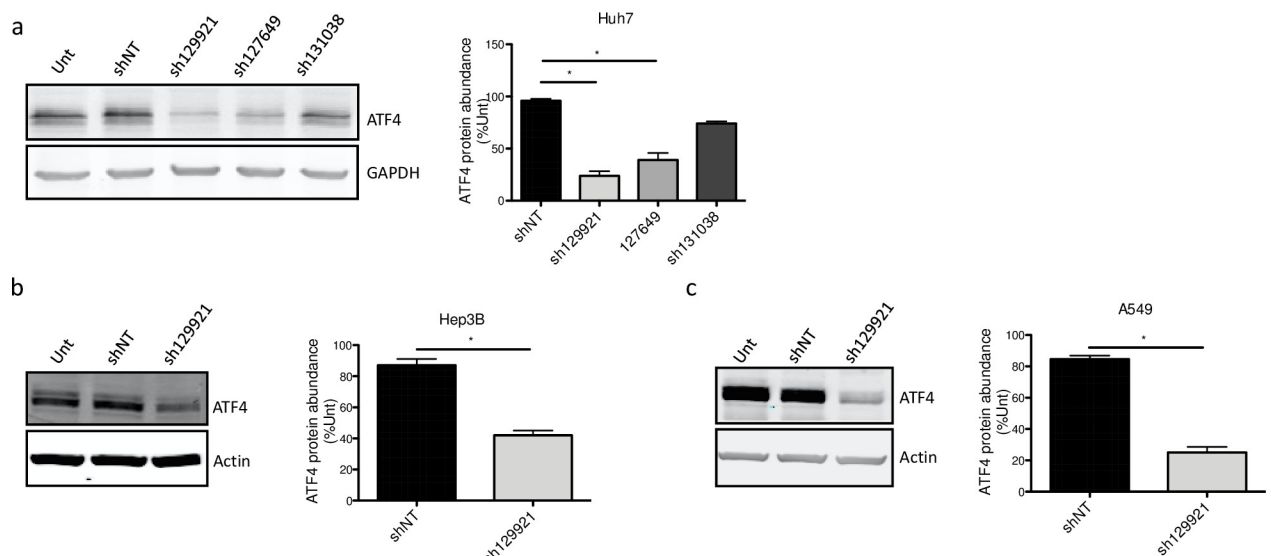 a
Unt
shNT
sh129921
sh127649
sh131038
ATF4
GAPDH
Huh7
ATF4 protein abundance
(%Unt)
150
100
50
0
*
*
shNT
sh129921
127649
sh131038
b
Unt
shNT
sh129921
ATF4
Actin
Hep3B
ATF4 protein abundance
(%Unt)
100
80
60
40
20
0
*
shNT
sh129921
c
Unt
shNT
sh129921
ATF4
Actin
A549
ATF4 protein abundance
(%Unt)
100
80
60
40
20
0
*
shNT
sh129921